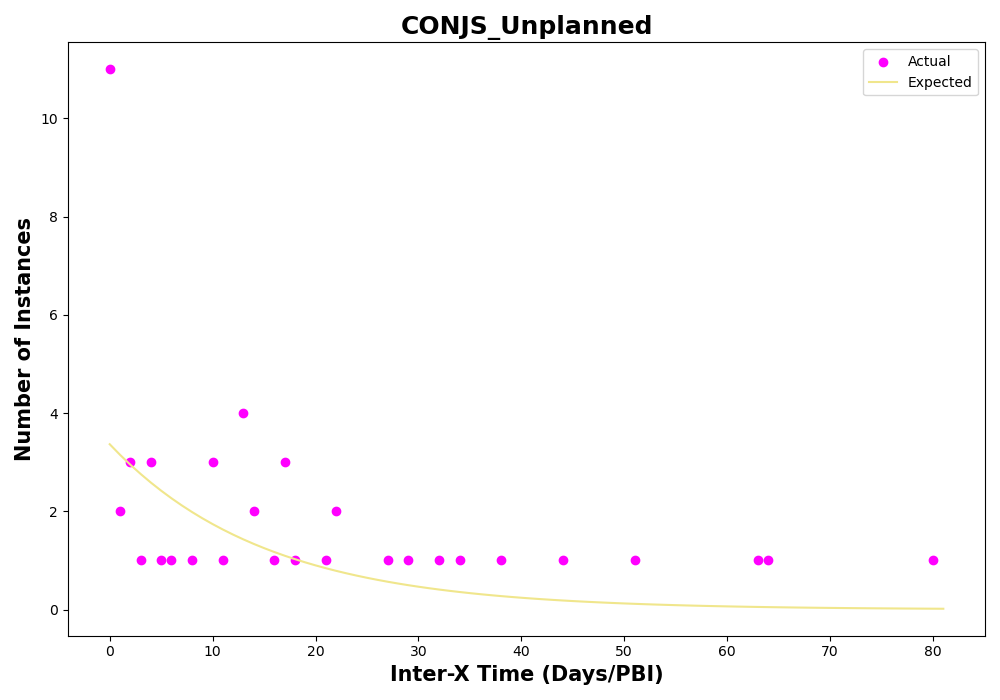 CONJS_Unplanned
Actual
Expected
10
8
6
4
2
0
Number of Instances
0 10 20 30 40 50 60 70 80
Inter-X Time (Days/PBI)